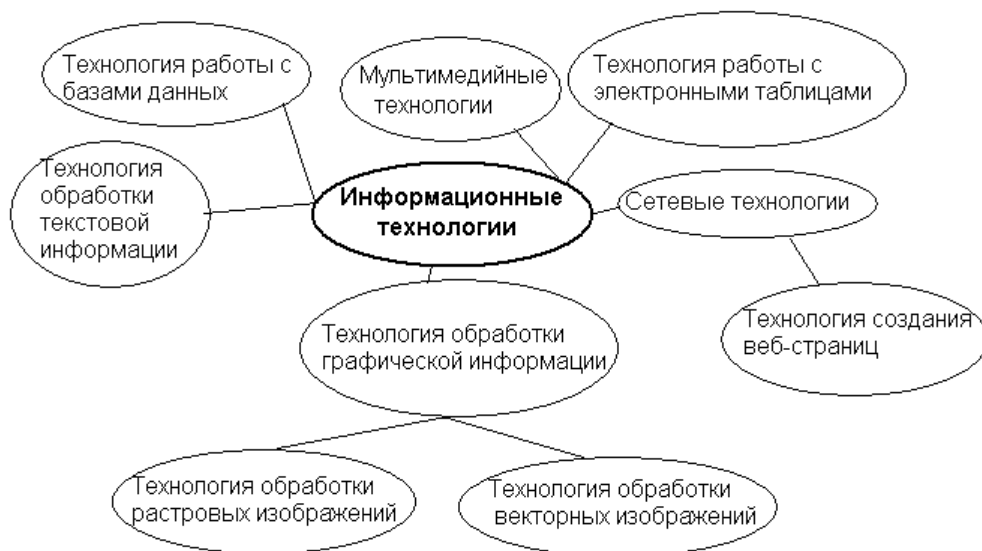 Технология работы с
базами данных
Мультимедийные
технологии
Технология работы с
электронными таблицами
Технология
обработки
текстовой
информации
Информационные
технологии
Сетевые технологии
Технология обработки
графической информации
Технология создания
веб-страниц
Технология обработки
растровых изображений
Технология обработки
векторных изображений